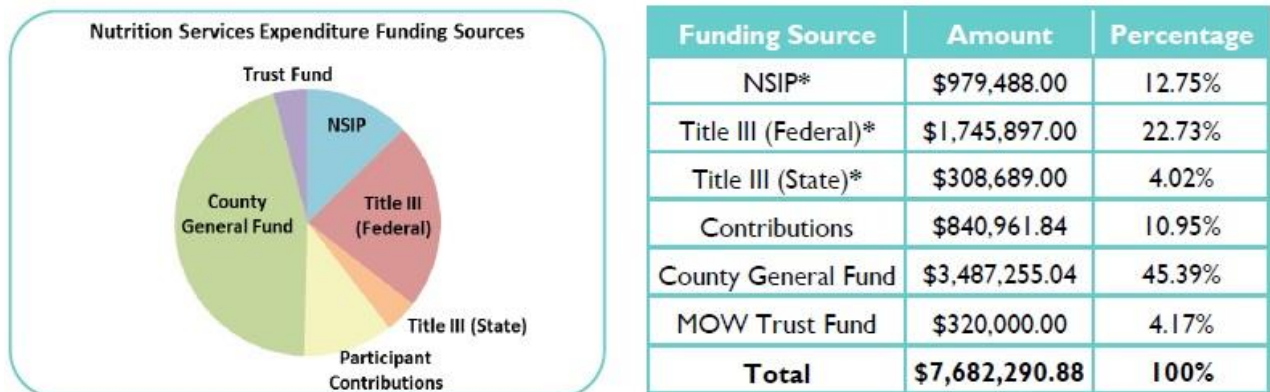 Nutrition Services Expenditure Funding Sources
Trust Fund
NSIP
County
General Fund
Title III
(Federal)
Title III (State)
Participant
Contributions
Funding Source Amount Percentage
NSIP* $979,488.00 12.75%
Title III (Federal)* $1,745,897.00 22.73%
Title III (State)* $308,689.00 4.02%
Contributions $840,961.84 10.95%
County General Fund $3,487,255.04 45.39%
MOW Trust Fund $320,000.00 4.17%
Total $7,682,290.88 100%